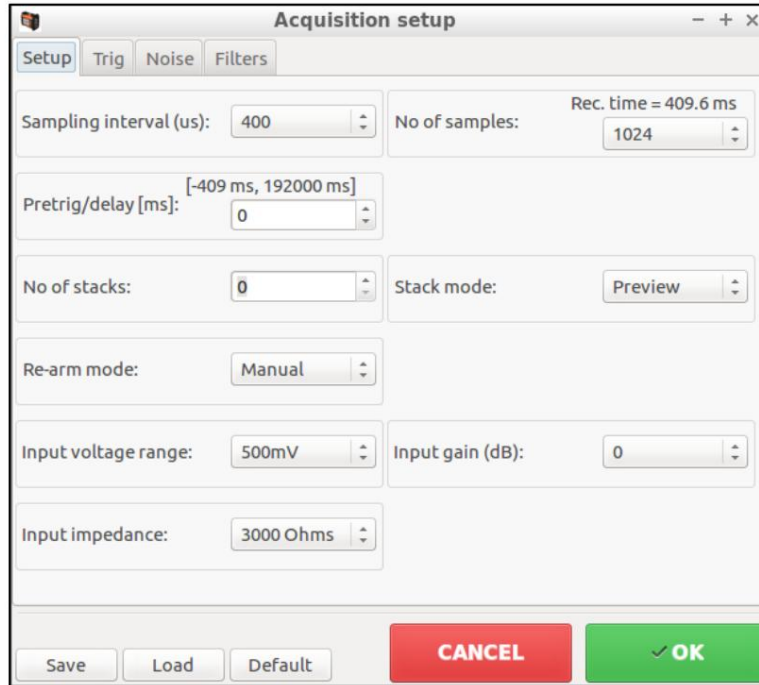 Acquisition setup
Setup Trig Noise Filters
Sampling interval (us): 400
Rec. time = 409.6 ms
No of samples: 1024
[-409 ms, 192000 ms]
Pretrig/delay [ms]: 0
No of stacks: 0 Stack mode: Preview
Re-arm mode: Manual
Input voltage range: 500mV Input gain (dB): 0
Input impedance: 3000 Ohms
Save Load Default CANCEL OK